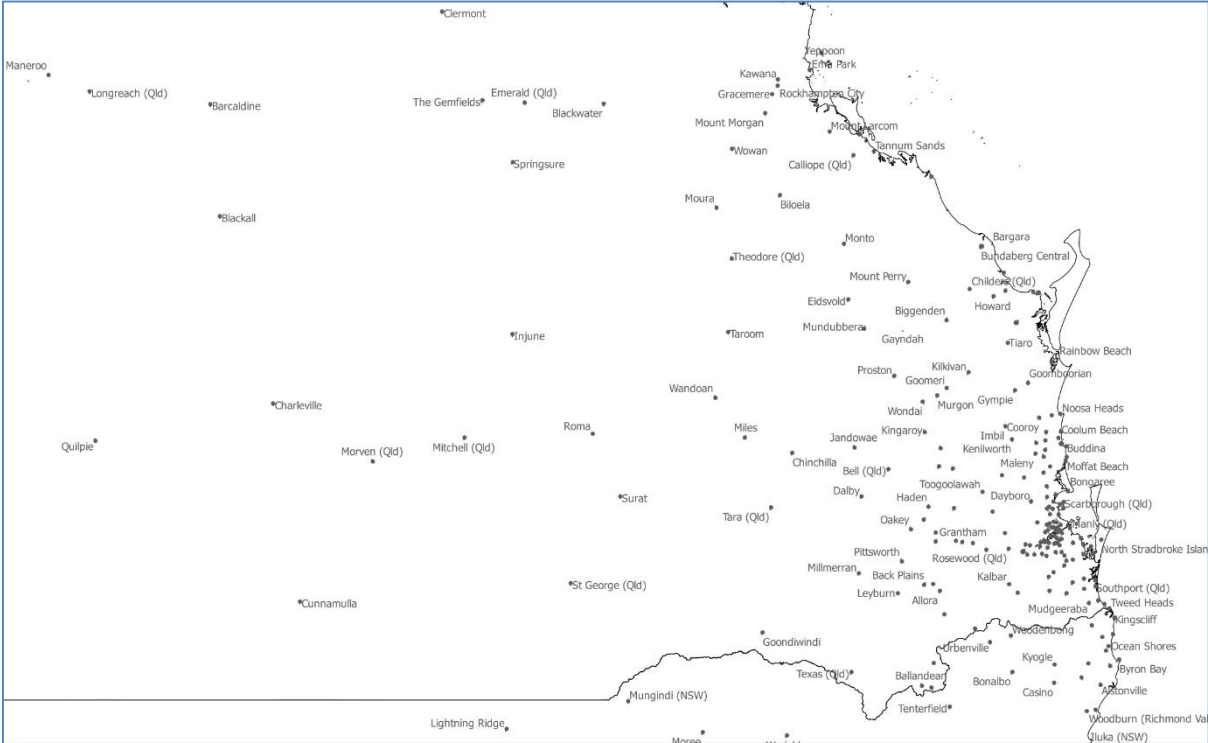 Clermont
Yeppoon
Maneroo
Emu Park
Kawana
Longreach (Qld)
Emerald (Qld)
Gracemere
Rockhampton City
Barcaldine
The Gemfields
Blackwater
Mount Morgan
Mount Larcom
Wowan
Tannum Sands
Springsure
Calliope (Qld)
Moura
Biloela
Blackall
Monto
Bargara
Bundaberg Central
Theodore (Qld)
Mount Perry
Childers (Qld)
Eidsvold
Howard
Biggenden
Mundubbera
Injune
Taroom
Gayndah
Tiaro
Rainbow Beach
Proston
Kilkivan
Goomeri
Goomboorian
Wandoan
Gympie
Charleville
Wondai
Murgon
Noosa Heads
Roma
Kingaroy
Cooroy
Coolum Beach
Quilpie
Morven (Qld)
Mitchell (Qld)
Miles
Jandowae
Imbil
Kenilworth
Buddina
Chinchilla
Bell (Qld)
Maleny
Moffat Beach
Toogoolawah
Bongaree
Surat
Dalby
Haden
Dayboro
Scarborough (Qld)
Tara (Qld)
Oakey
Manly (Qld)
Grantham
Pittsworth
Rosewood (Qld)
North Stradbroke Islan
Millmerran
Back Plains
Kalbar
St George (Qld)
Southport (Qld)
Leyburn
Allora
Cunnamulla
Mudgeeraba
Tweed Heads
Kingscliff
Goondiwindi
Woodenbong
Urbenville
Ocean Shores
Kyogle
Byron Bay
Texas (Qld)
Ballandean
Bonalbo
Casino
Alstonville
Mungindi (NSW)
Tenterfield
Woodburn (Richmond Val
Lightning Ridge
Iluka (NSW)
Moree